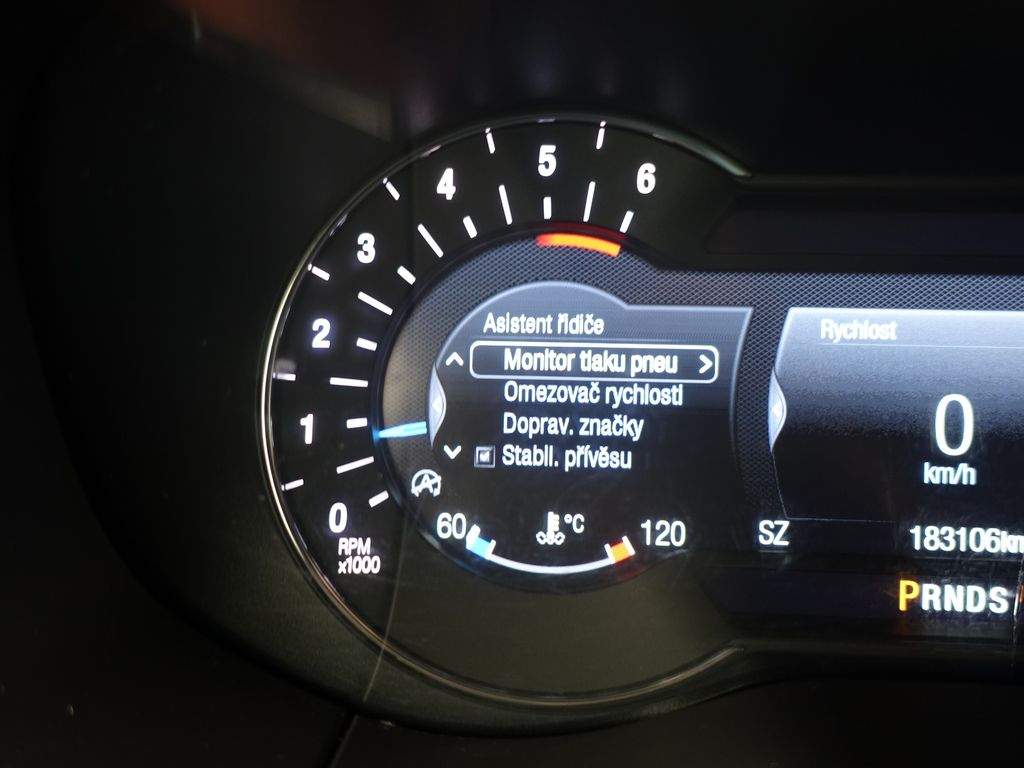 6
5
4
3
2
1
0
RPM
x1000
Asistent řidiče
Monitor tlaku pneu >
Omezovač rychlosti
Doprav. značky
Stabil. přívěsu
60 °C 120
Rychlost
0
km/h
SZ 183106km
PRNDS